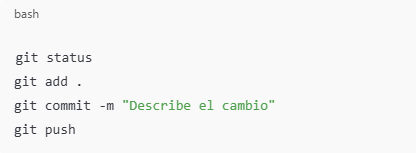 bash
git status
git add .
git commit -m "Describe el cambio"
git push